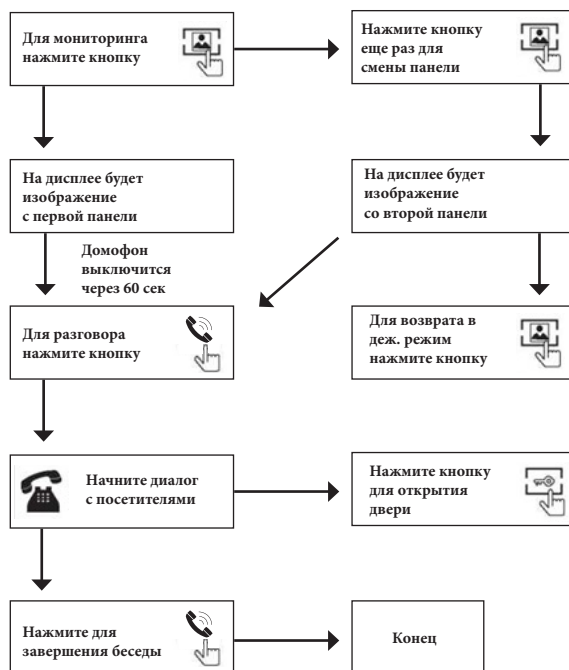 Для мониторинга
нажмите кнопку
Нажмите кнопку
еще раз для
смены панели
На дисплее будет
изображение
с первой панели
На дисплее будет
изображение
со второй панели
Домофон
выключится
через 60 сек
Для разговора
нажмите кнопку
Для возврата в
деж. режим
нажмите кнопку
Начните диалог
с посетителями
Нажмите кнопку
для открытия
двери
Нажмите для
завершения беседы
Конец